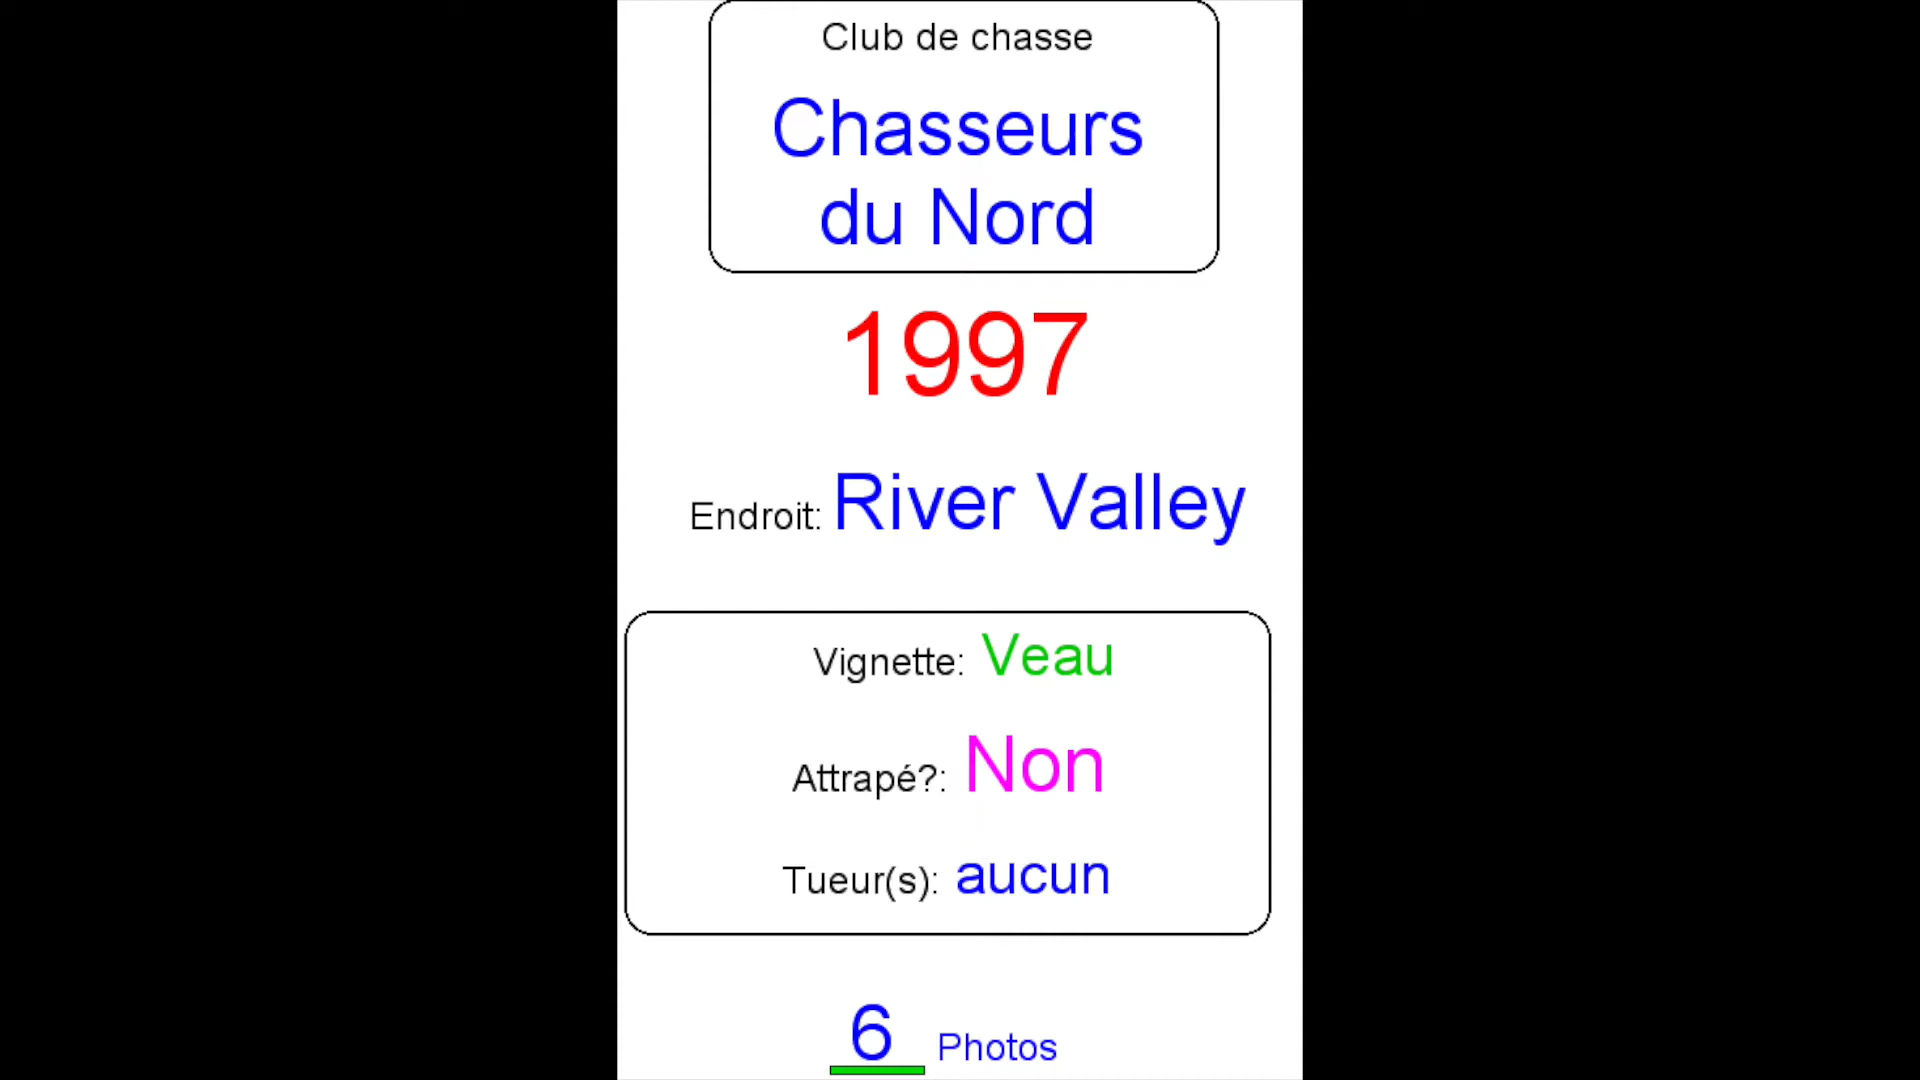 Club de chasse
Chasseurs
du Nord
1997
Endroit: River Valley
Vignette: Veau
Attrapé?: Non
Tueur(s): aucun
6 Photos